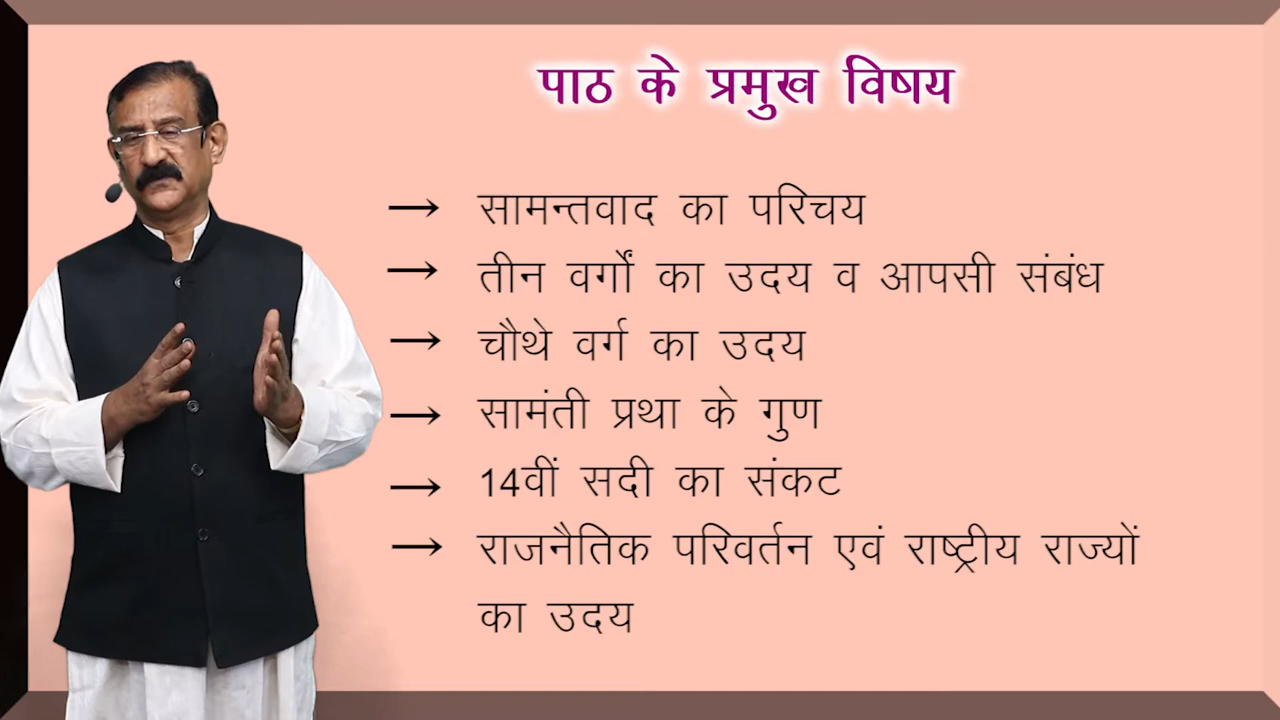 पाठ के प्रमुख विषय
→ सामन्तवाद का परिचय
→ तीन वर्गों का उदय व आपसी संबंध
→ चौथे वर्ग का उदय
→ सामंती प्रथा के गुण
→ 14वीं सदी का संकट
→ राजनैतिक परिवर्तन एवं राष्ट्रीय राज्यों
का उदय